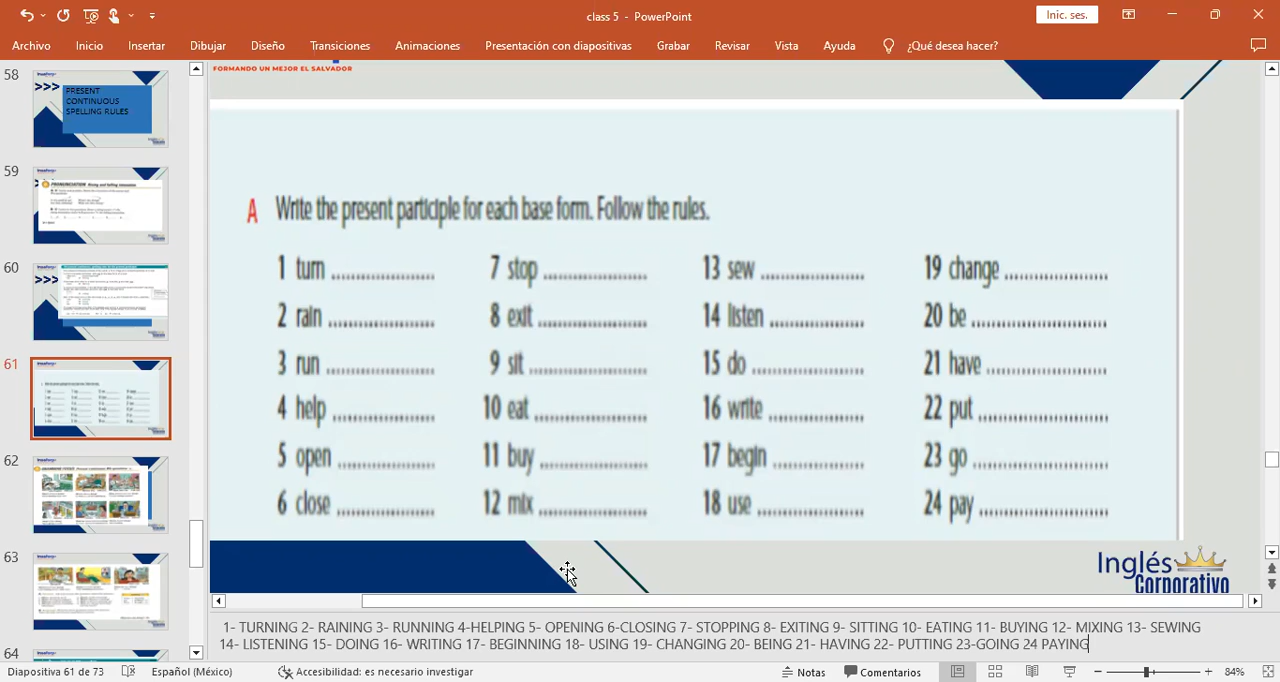 class 5 - PowerPoint
Inic. ses.
Archivo Inicio Insertar Dibujar Diseño Transiciones Animaciones Presentación con diapositivas Grabar Revisar Vista Ayuda ¿Qué desea hacer?
58
>>> PRESENT
CONTINUOUS
SPELLING RULES
59
60
61
62
63
64
FORMANDO UN MEJOR EL SALVADOR
A Write the present participle for each base form. Follow the rules.
1 turn .................. 7 stop .................. 13 sew .................. 19 change ..................
2 rain .................. 8 exit .................. 14 listen .................. 20 be ..................
3 run .................. 9 sit .................. 15 do .................. 21 have ..................
4 help .................. 10 eat .................. 16 write .................. 22 put ..................
5 open .................. 11 buy .................. 17 begin .................. 23 go ..................
6 close .................. 12 mix .................. 18 use .................. 24 pay ..................
Inglés
Corporativo
1- TURNING 2- RAINING 3- RUNNING 4-HELPING 5- OPENING 6-CLOSING 7- STOPPING 8- EXITING 9- SITTING 10- EATING 11- BUYING 12- MIXING 13- SEWING
14- LISTENING 15- DOING 16- WRITING 17- BEGINNING 18- USING 19- CHANGING 20- BEING 21- HAVING 22- PUTTING 23-GOING 24 PAYING
Diapositiva 61 de 73 Español (México) Accesibilidad: es necesario investigar Notas Comentarios 84%